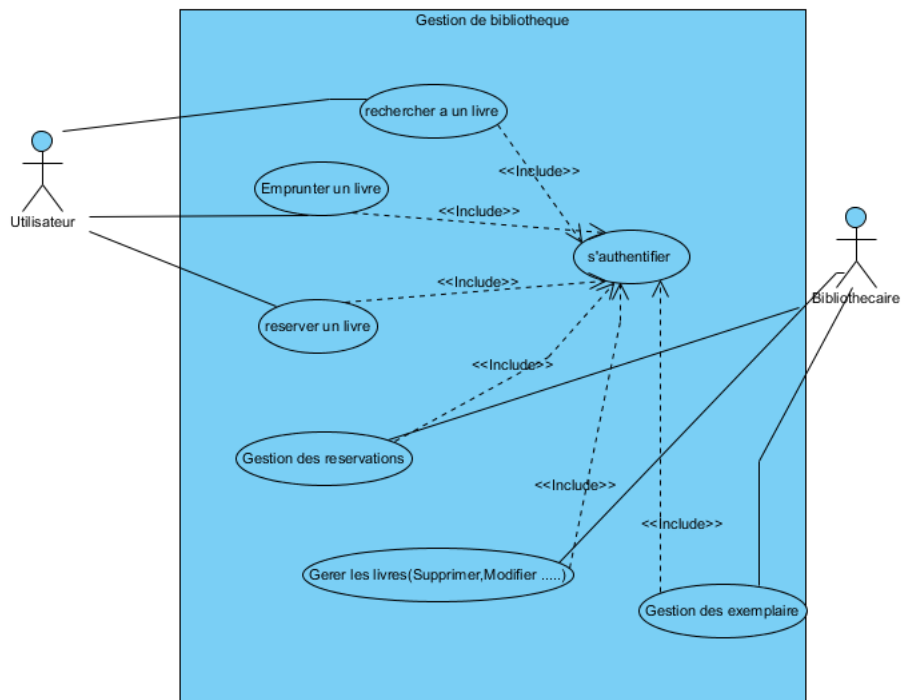 Gestion de bibliotheque
rechercher a un livre
<<Include>>
Emprunter un livre
<<Include>>
Utilisateur
s'authentifier
<<Include>>
Bibliothecaire
reserver un livre
<<Include>>
Gestion des reservations
<<Include>>
<<Include>>
Gerer les livres(Supprimer,Modifier .....)
Gestion des exemplaire